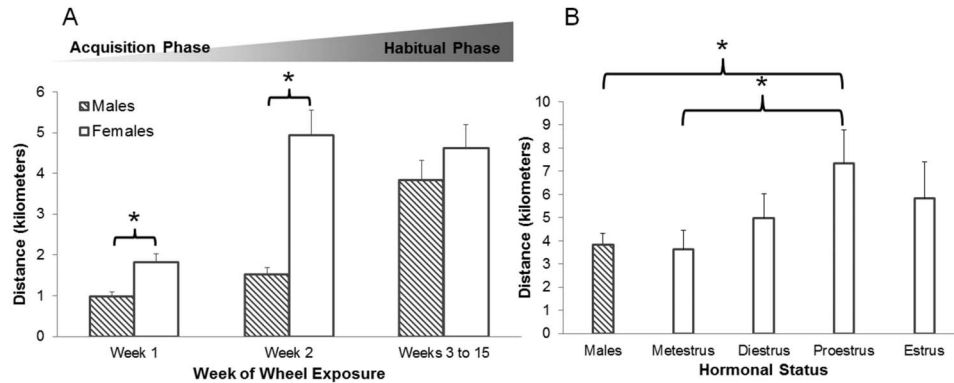 A
Acquisition Phase
Habitual Phase
6
5
4
3
2
1
0
Distance (kilometers)
Males
Females
*
*
Week 1
Week 2
Weeks 3 to 15
Week of Wheel Exposure
B
*
*
10
9
8
7
6
5
4
3
2
1
0
Distance (kilometers)
Males
Metestrus
Diestrus
Proestrus
Estrus
Hormonal Status